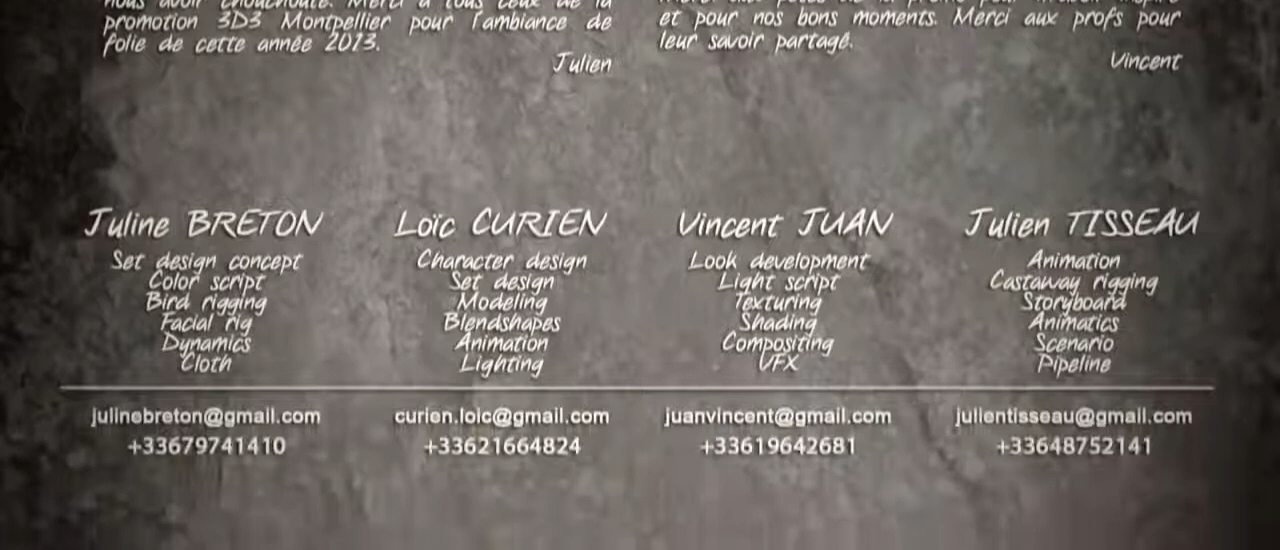 promotion 3D3 Montpellier pour l'ambiance de
folie de cette année 2013.
Julien
et pour nos bons moments. Merci aux profs pour
leur savoir partagé.
Vincent
Juline BRETON
Set design concept
Color script
Bird rigging
Facial rig
Dynamics
Cloth
julinebreton@gmail.com
+33679741410
Loïc CURIEN
Character design
Set design
Modeling
Blendshapes
Animation
Lighting
curien.loic@gmail.com
+33621664824
Vincent JUAN
Look development
Light script
Texturing
Shading
Compositing
VFX
juanvincent@gmail.com
+33619642681
Julien TISSEAU
Animation
Castaway rigging
Storyboard
Animatics
Scenario
Pipeline
julientisseau@gmail.com
+33648752141